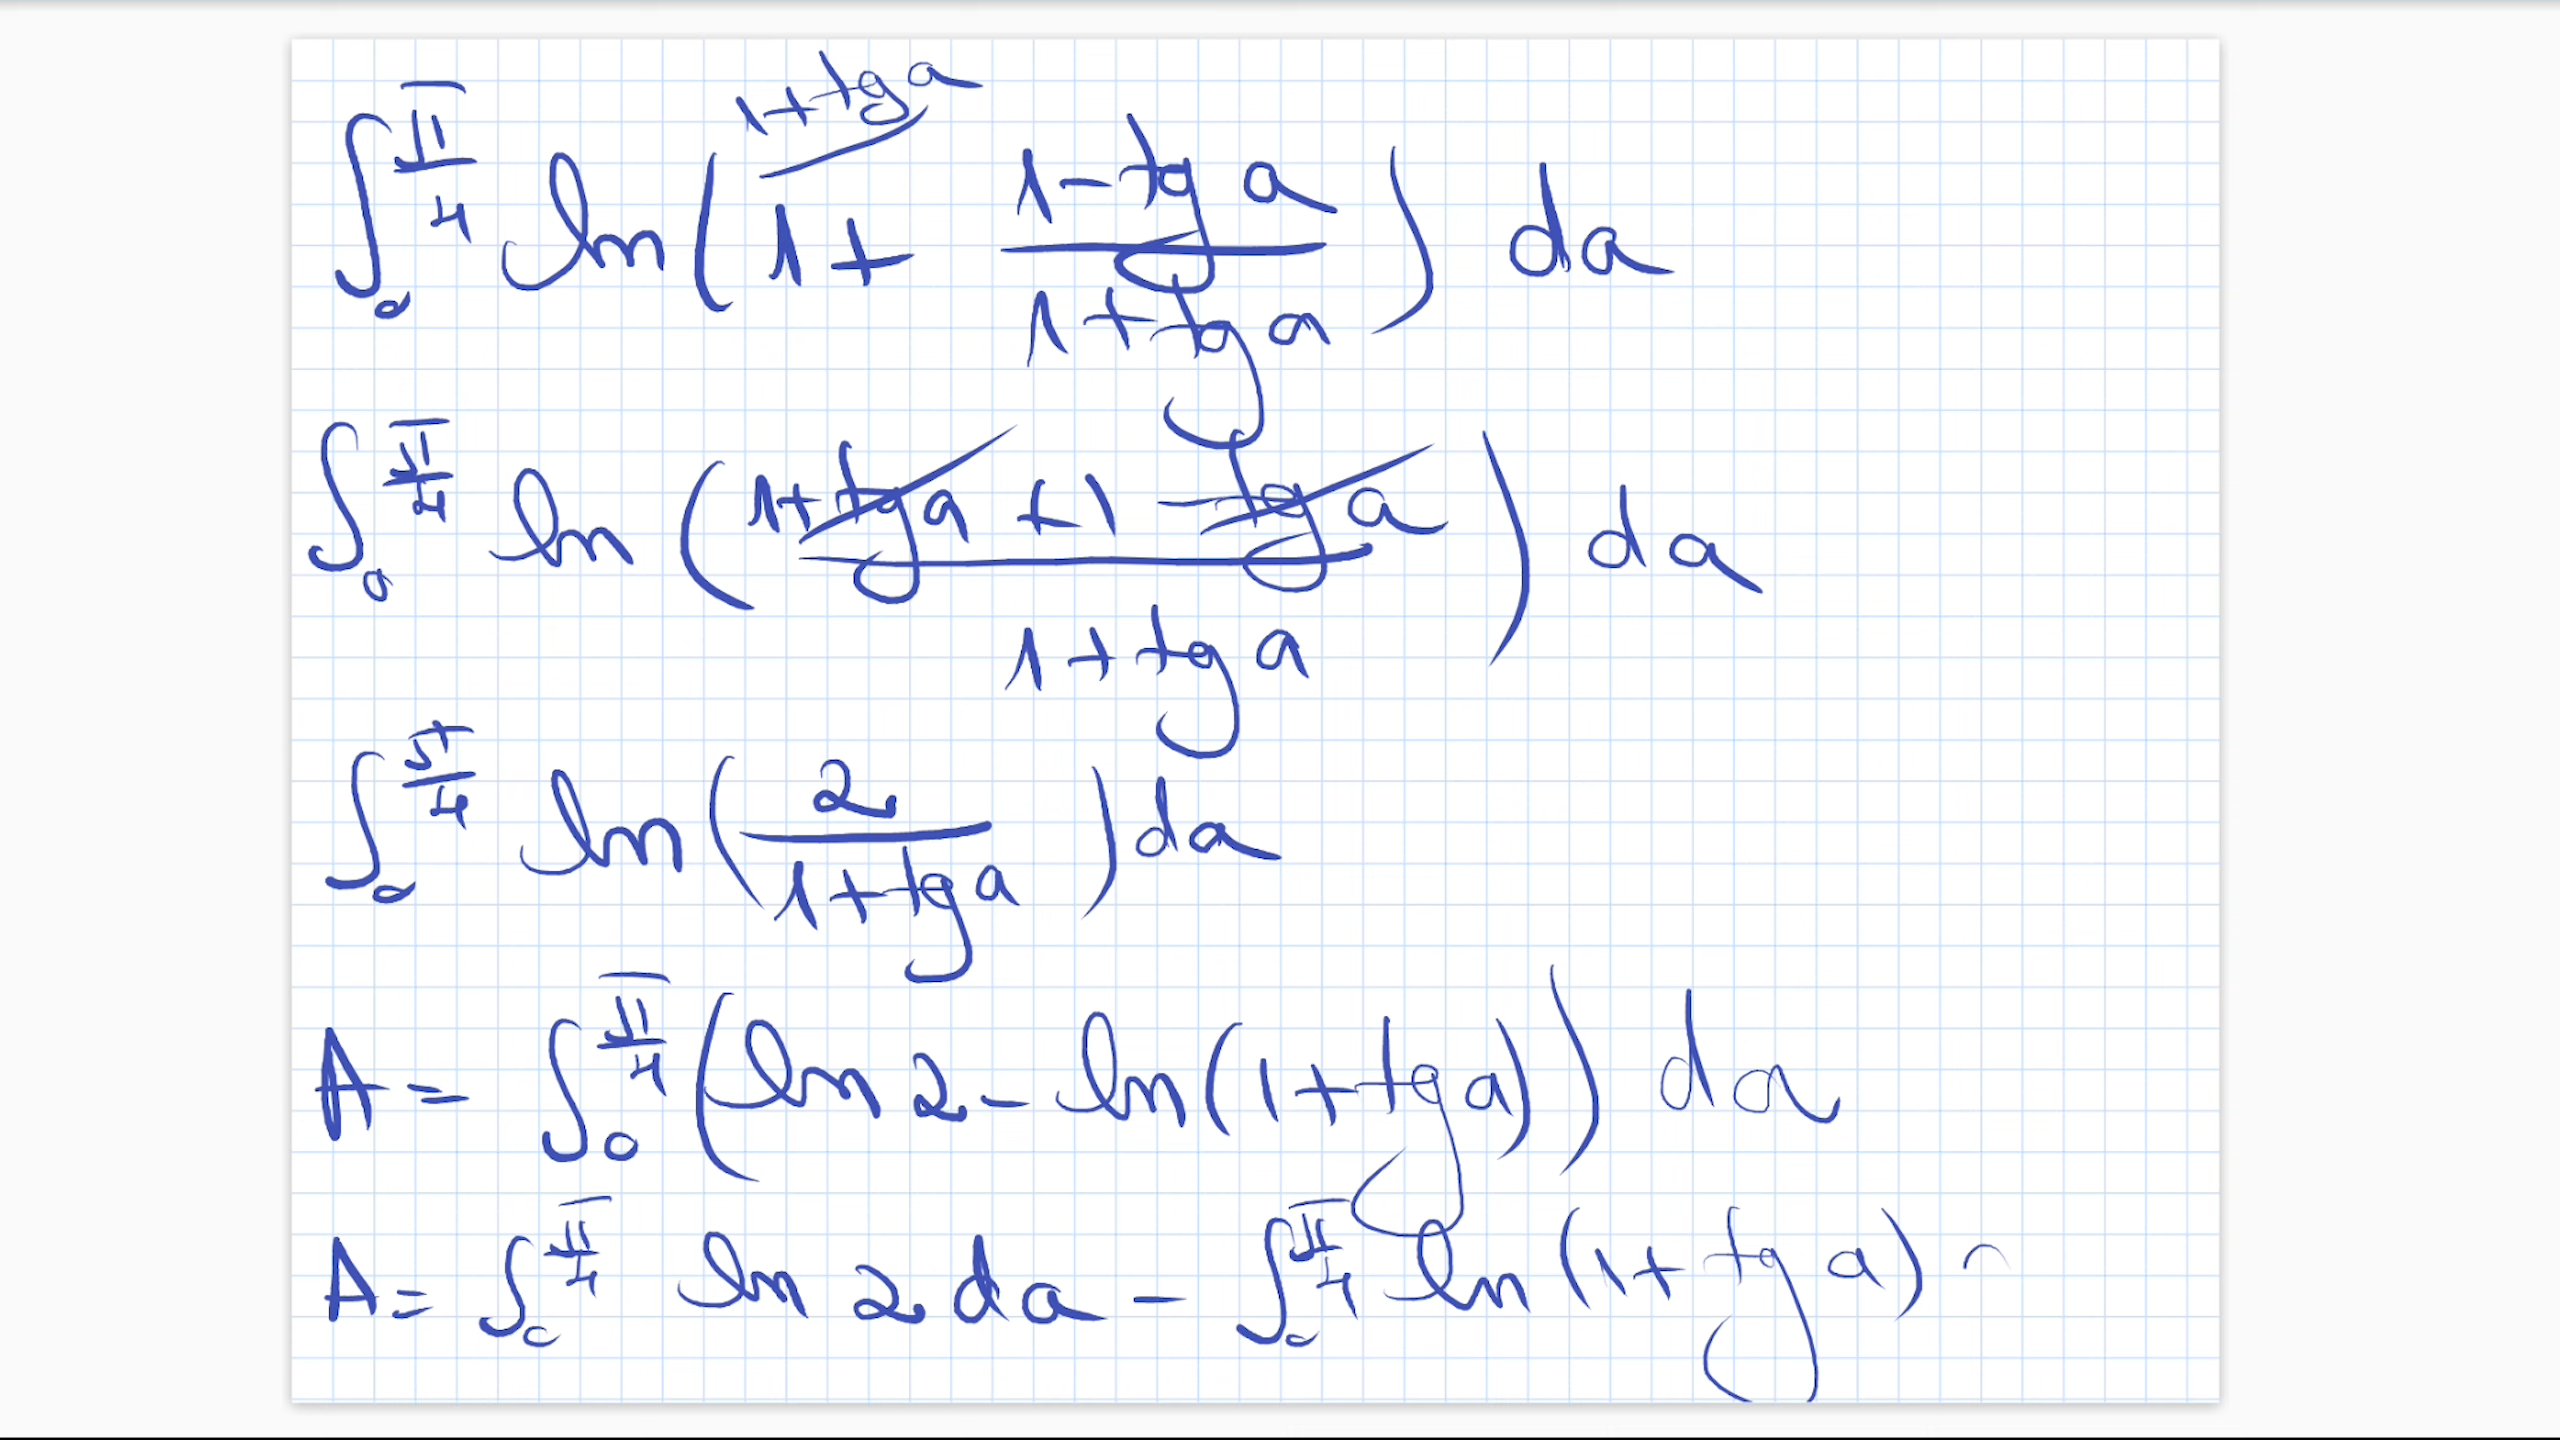 ∫₀^(π/4) ln(1 + (1 - tg a)/(1 + tg a)) da
1+tg a
∫₀^(π/4) ln((1 + tg a + 1 - tg a)/(1 + tg a)) da
∫₀^(π/4) ln(2/(1 + tg a)) da
A = ∫₀^(π/4) (ln 2 - ln(1 + tg a)) da
A = ∫₀^(π/4) ln 2 da - ∫₀^(π/4) ln(1 + tg a)